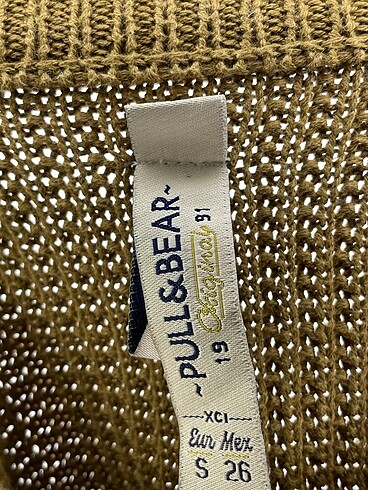 ~PULL&BEAR~
19 Original 91
XCI
Eur Mex
S 26